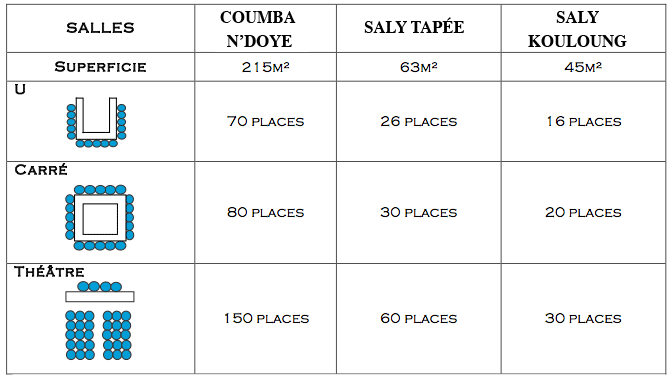 SALLES COUMBA N’DOYE SALY TAPÉE SALY KOULOUNG
SUPERFICIE 215M² 63M² 45M²
U
70 PLACES 26 PLACES 16 PLACES
CARRÉ
80 PLACES 30 PLACES 20 PLACES
THÉÂTRE
150 PLACES 60 PLACES 30 PLACES